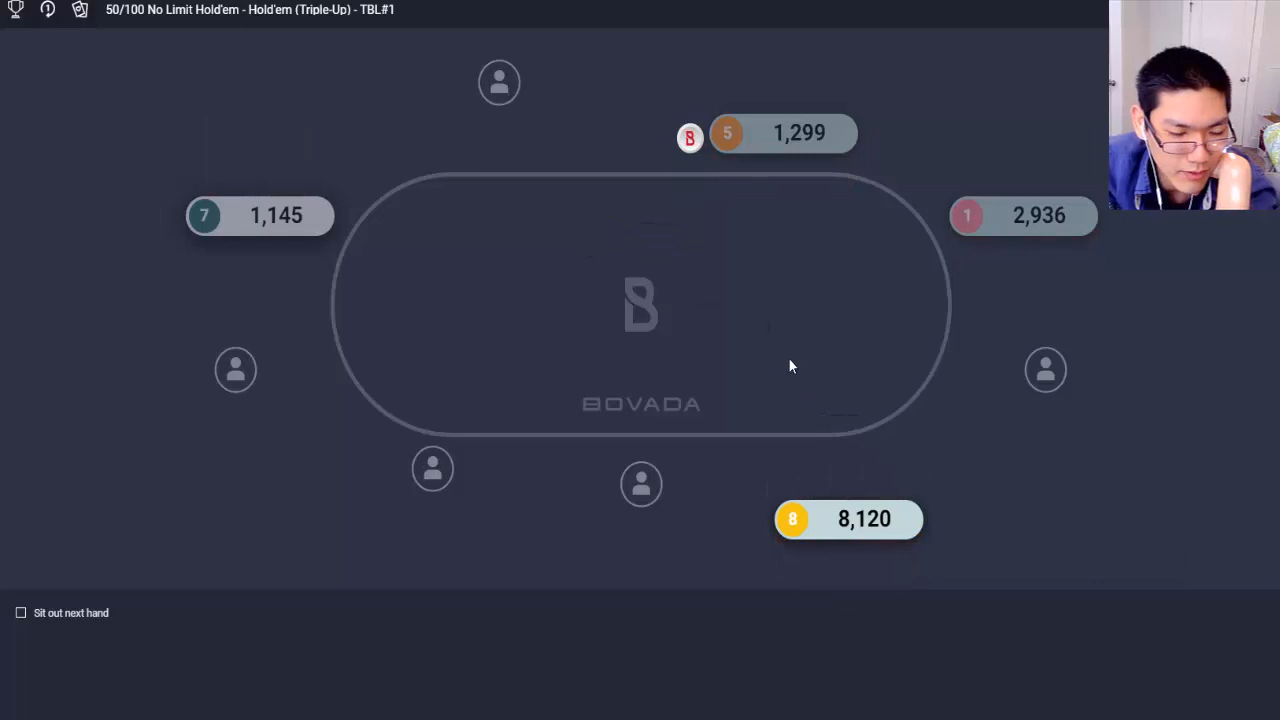 50/100 No Limit Hold'em - Hold'em (Triple-Up) - TBL#1
B 5 1,299
7 1,145
1 2,936
B
BOVADA
8 8,120
Sit out next hand